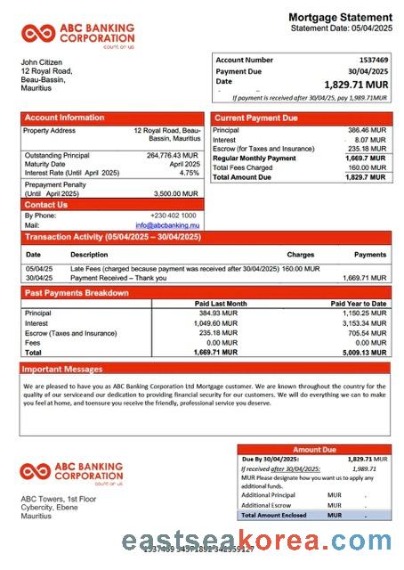 ABC BANKING
CORPORATION
COUNT ON US
Mortgage Statement
Statement Date: 05/04/2025
John Citizen
12 Royal Road,
Beau-Bassin,
Mauritius
Account Number 1537469
Payment Due 30/04/2025
Date
1,829.71 MUR
If payment is received after 30/04/25, pay 1,989.71MUR
Account Information
Property Address 12 Royal Road, Beau-
Bassin, Mauritius
Outstanding Principal 264,776.43 MUR
Maturity Date April 2025
Interest Rate (Until April 2025) 4.75%
Prepayment Penalty
(Until April 2025) 3,500.00 MUR
Contact Us
By Phone: +230 402 1000
Mail: info@abcbanking.mu
Current Payment Due
Principal 386.46 MUR
Interest 8.07 MUR
Escrow (for Taxes and Insurance) 235.18 MUR
Regular Monthly Payment 1,669.7 MUR
Total Fees Charged 160.00 MUR
Total Amount Due 1,829.7 MUR
Transaction Activity (05/04/2025 – 30/04/2025)
Date Description Charges Payments
05/04/25 Late Fees (charged because payment was received after 30/04/2025) 160.00 MUR
30/04/25 Payment Received – Thank you 1,669.71 MUR
Past Payments Breakdown
Paid Last Month Paid Year to Date
Principal 384.93 MUR 1,150.25 MUR
Interest 1,049.60 MUR 3,153.34 MUR
Escrow (Taxes and Insurance) 235.18 MUR 705.54 MUR
Fees 0.00 MUR 0.00 MUR
Total 1,669.71 MUR 5,009.13 MUR
Important Messages
We are pleased to have you as ABC Banking Corporation Ltd Mortgage customer. We are known throughout the country for the
quality of our serviceand our dedication to providing financial security for our customers. We will do everything we can to make
you feel at home, and toensure you receive the friendly, professional service you deserve.
ABC BANKING
CORPORATION
COUNT ON US
ABC Towers, 1st Floor
Cybercity, Ebene
Mauritius
Amount Due
Due By 30/04/2025: 1,829.71 MUR
If received after 30/04/2025: 1,989.71
MUR Please designate how you want us to apply any
additional funds.
Additional Principal MUR .
Additional Escrow MUR .
Total Amount Enclosed MUR .
eastseakorea.com